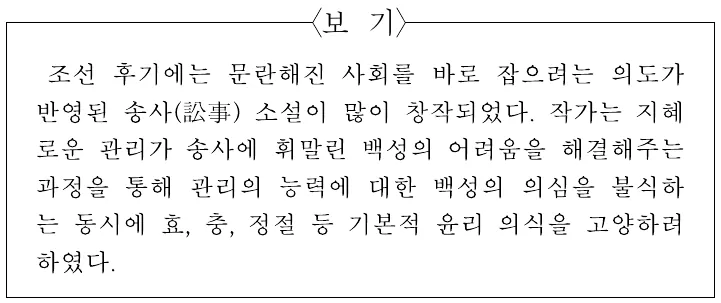 〈보 기〉
조선 후기에는 문란해진 사회를 바로 잡으려는 의도가
반영된 송사(訟事) 소설이 많이 창작되었다. 작가는 지혜
로운 관리가 송사에 휘말린 백성의 어려움을 해결해주는
과정을 통해 관리의 능력에 대한 백성의 의심을 불식하
는 동시에 효, 충, 정절 등 기본적 윤리 의식을 고양하려
하였다.